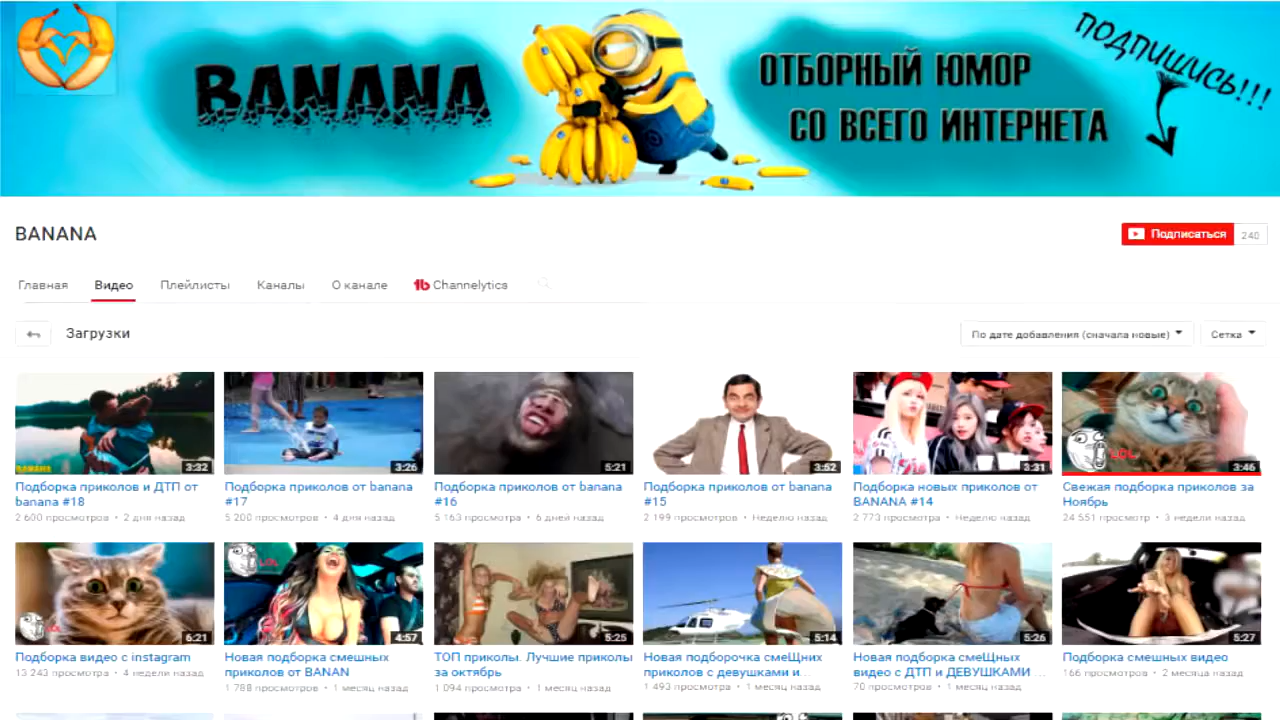 BANANA
ОТБОРНЫЙ ЮМОР
СО ВСЕГО ИНТЕРНЕТА
ПОДПИШИСЬ!!!
BANANA
Подписаться 240
Главная Видео Плейлисты Каналы О канале Channelytics
Загрузки
По дате добавления (сначала новые) Сетка
3:32 3:26 5:21 3:52 3:31 LOL 3:46
BANANA
Подборка приколов и ДТП от banana #18
2 600 просмотров • 2 дня назад
Подборка приколов от banana #17
5 200 просмотров • 4 дня назад
Подборка приколов от banana #16
5 163 просмотра • 6 дней назад
Подборка приколов от banana #15
2 199 просмотров • Неделю назад
Подборка новых приколов от BANANA #14
2 773 просмотра • Неделю назад
Свежая подборка приколов за Ноябрь
24 551 просмотр • 3 недели назад
6:21 LOL 4:57 5:25 5:14 5:26 5:27
Подборка видео с instagram
13 243 просмотра • 4 недели назад
Новая подборка смешных приколов от BANAN
1 788 просмотров • 1 месяц назад
ТОП приколы. Лучшие приколы за октябрь
1 094 просмотра • 1 месяц назад
Новая подборочка смеЩних приколов с девушками и...
1 493 просмотра • 1 месяц назад
Новая подборка смеЩных видео с ДТП и ДЕВУШКАМИ ...
70 просмотров • 1 месяц назад
Подборка смешных видео
166 просмотров • 2 месяца назад